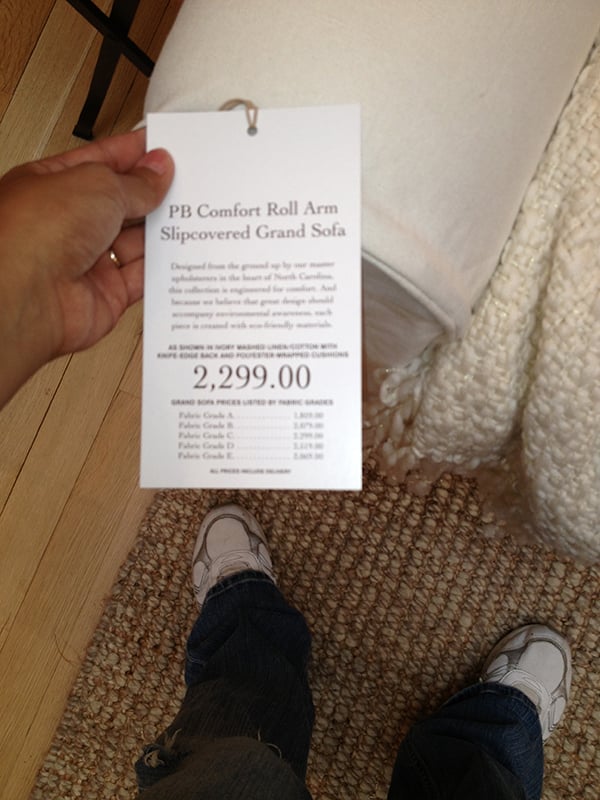 PB Comfort Roll Arm
Slipcovered Grand Sofa
Designed from the ground up by our master
upholsterers in the heart of North Carolina,
this collection is engineered for comfort. And
because we believe that great design should
accompany environmental awareness, each
piece is created with eco-friendly materials.
AS SHOWN IN IVORY WASHED LINEN/COTTON WITH
KNIFE-EDGE BACK AND POLYESTER-WRAPPED CUSHIONS
2,299.00
GRAND SOFA PRICES LISTED BY FABRIC GRADES
Fabric Grade A
Fabric Grade B
Fabric Grade C 2,299.00
Fabric Grade D
Fabric Grade E
ALL PRICES INCLUDE DELIVERY